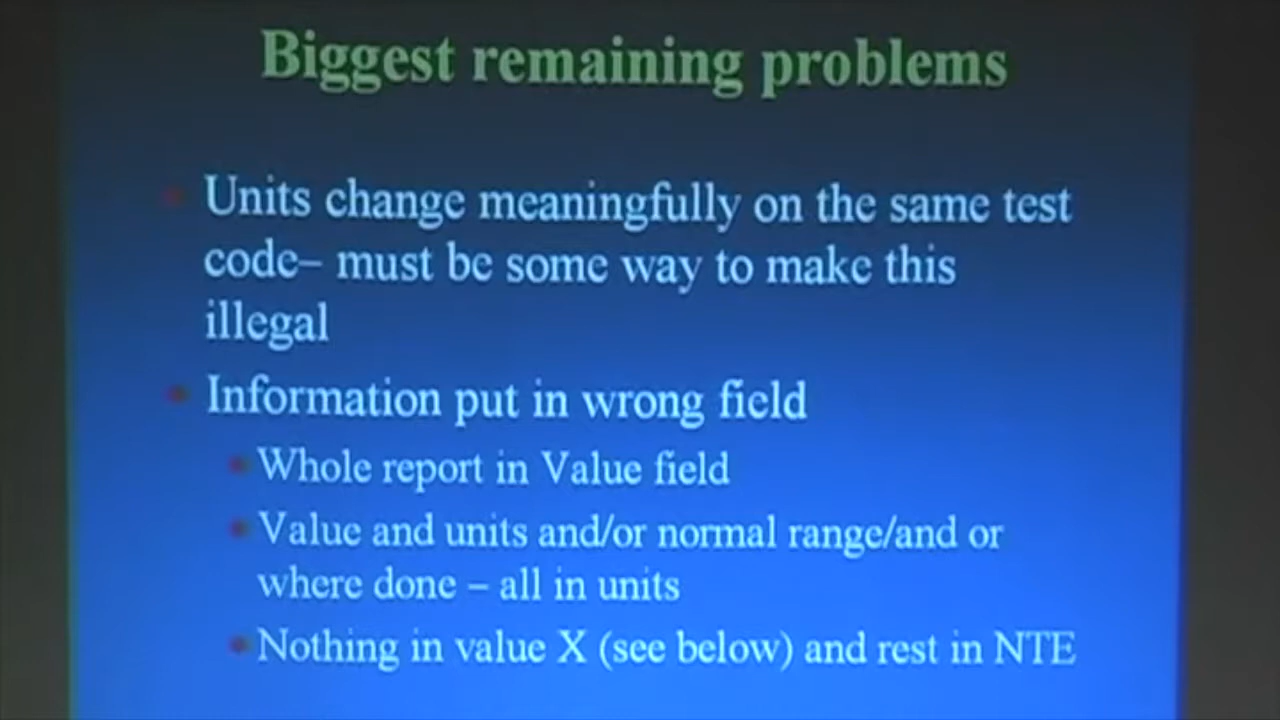 Biggest remaining problems
Units change meaningfully on the same test
code– must be some way to make this
illegal
Information put in wrong field
Whole report in Value field
Value and units and/or normal range/and or
where done – all in units
Nothing in value X (see below) and rest in NTE